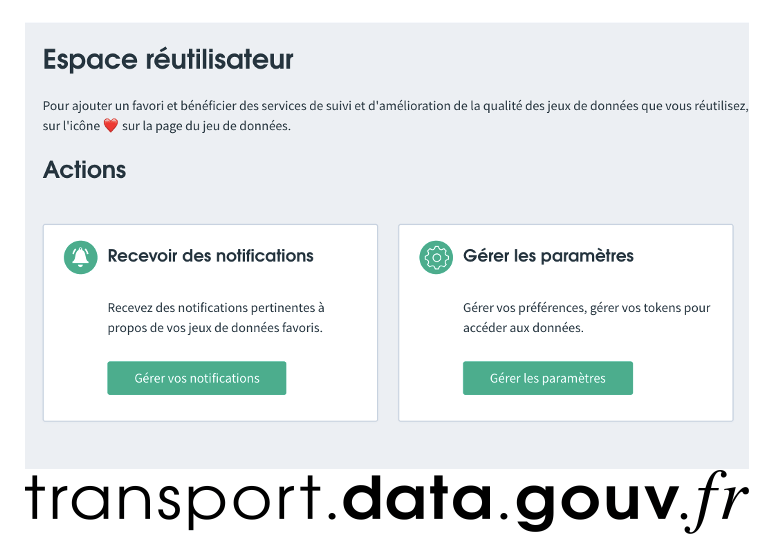 Espace réutilisateur
Pour ajouter un favori et bénéficier des services de suivi et d'amélioration de la qualité des jeux de données que vous réutilisez,
sur l'icône ❤️ sur la page du jeu de données.
Actions
Recevoir des notifications
Recevez des notifications pertinentes à
propos de vos jeux de données favoris.
Gérer vos notifications
Gérer les paramètres
Gérer vos préférences, gérer vos tokens pour
accéder aux données.
Gérer les paramètres
transport.data.gouv.fr